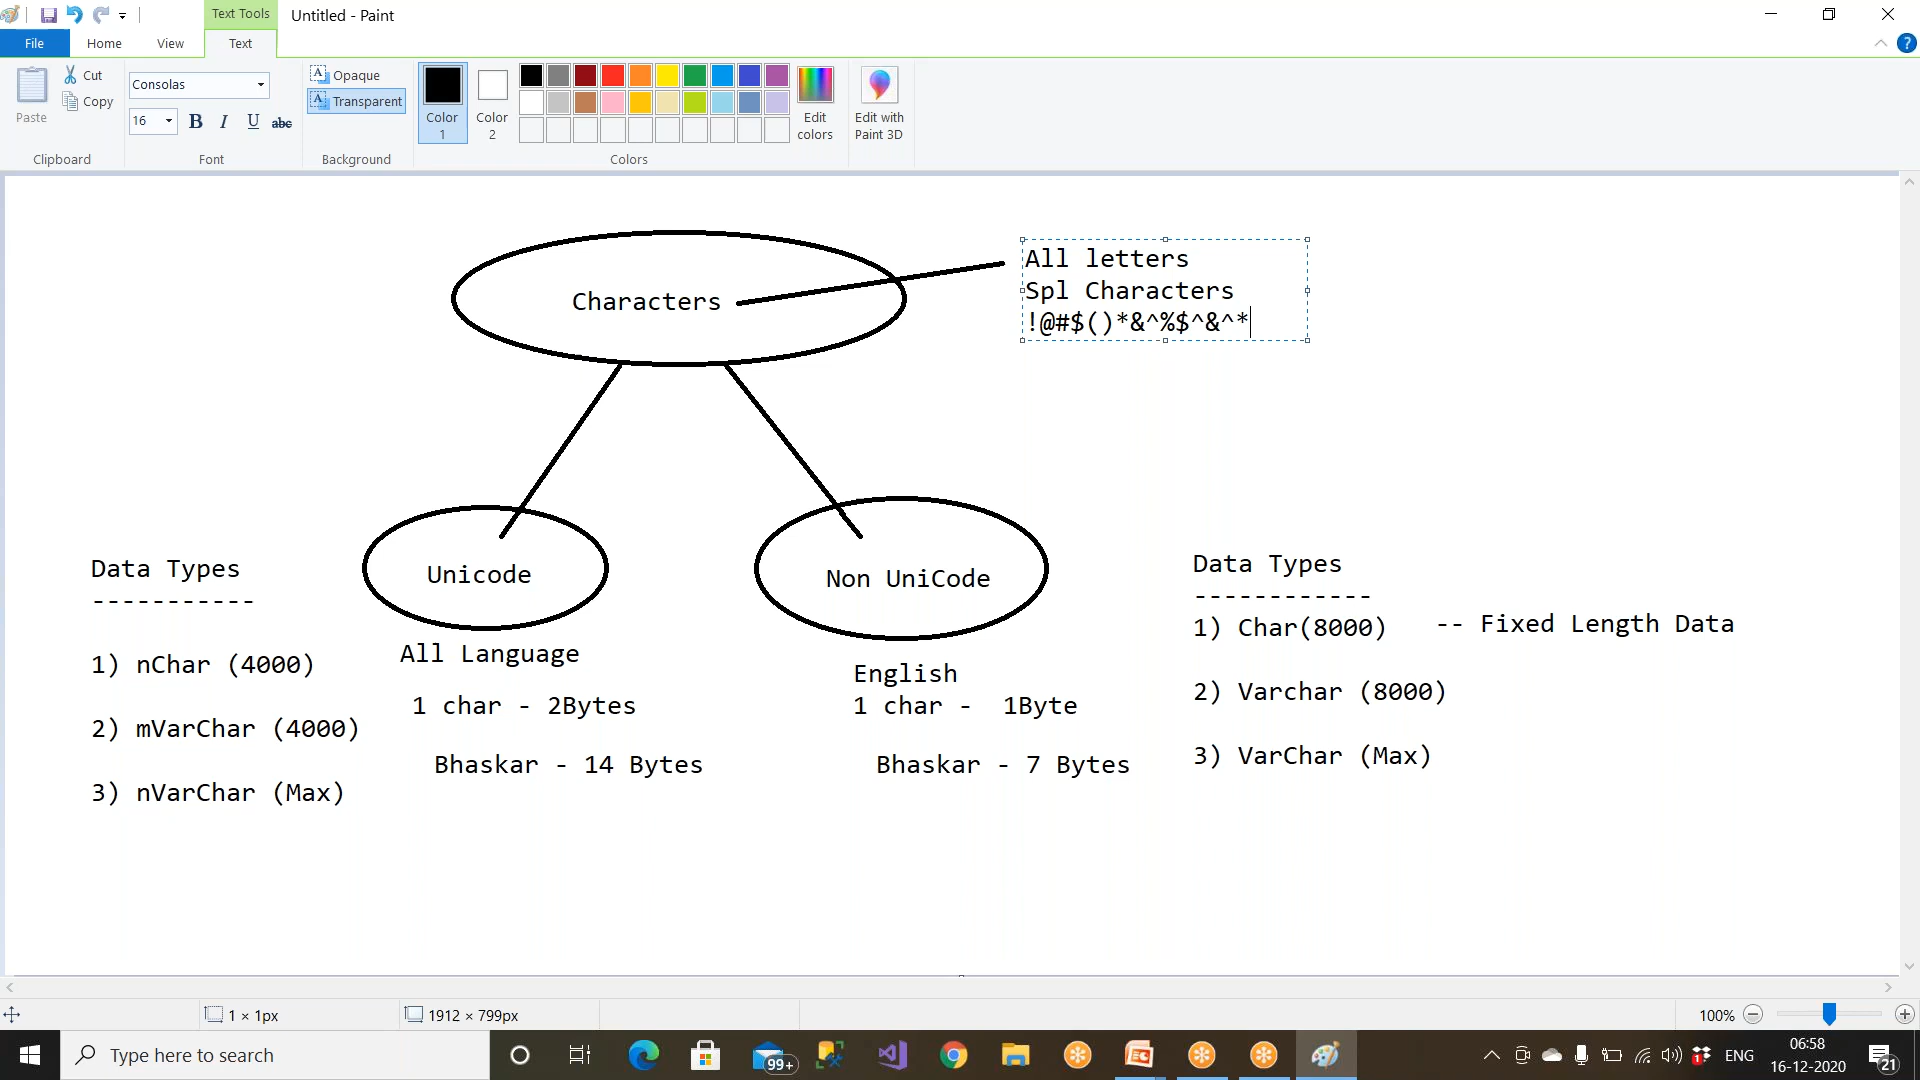 Text Tools
Untitled - Paint
File
Home
View
Text
Paste
Cut
Copy
Clipboard
Consolas
16
B I U abc
Font
Opaque
Transparent
Background
Color 1
Color 2
Edit colors
Colors
Edit with Paint 3D
Characters
All letters
Spl Characters
!@#$()*&^%$^&^*
Unicode
Non UniCode
Data Types
-----------
1) nChar (4000)
2) mVarChar (4000)
3) nVarChar (Max)
All Language
1 char - 2Bytes
Bhaskar - 14 Bytes
English
1 char -  1Byte
Bhaskar - 7 Bytes
Data Types
------------
1) Char(8000)
-- Fixed Length Data
2) Varchar (8000)
3) VarChar (Max)
1 × 1px
1912 × 799px
100%
Type here to search
99+
1
ENG
06:58
16-12-2020
21